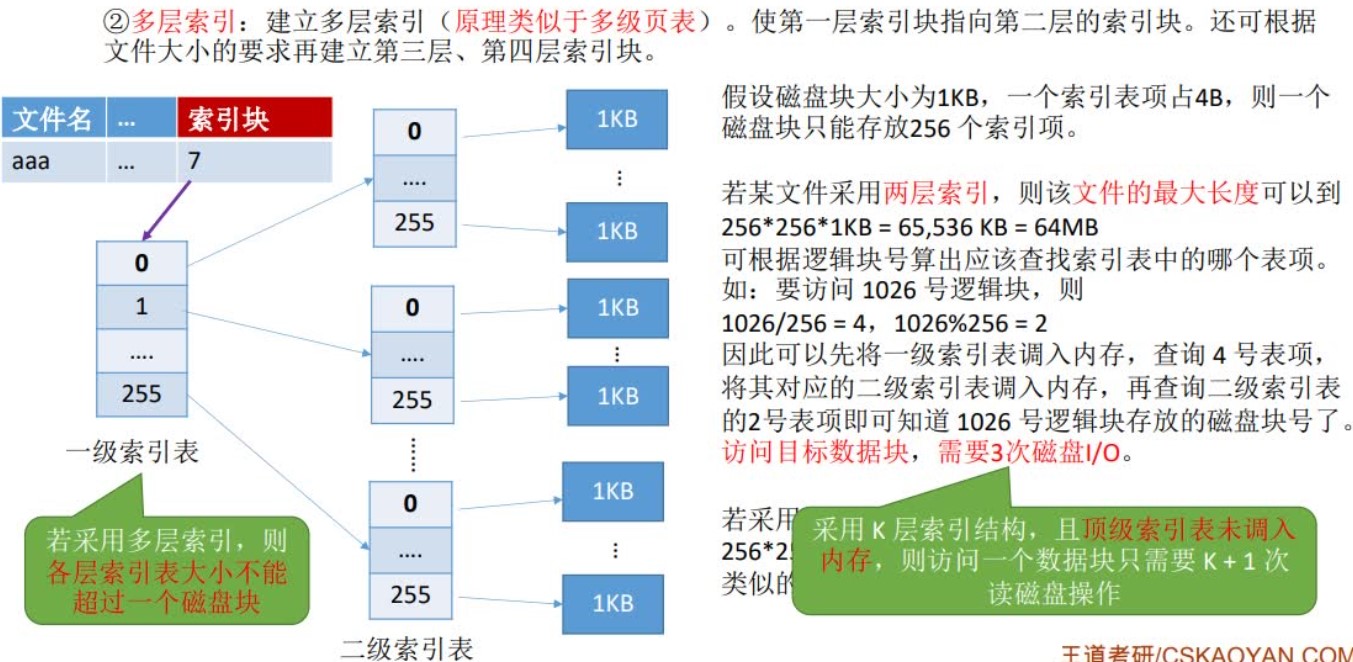 ②多层索引：建立多层索引（原理类似于多级页表）。使第一层索引块指向第二层的索引块。还可根据
文件大小的要求再建立第三层、第四层索引块。
文件名 ... 索引块
aaa ... 7
0
1
....
255
一级索引表
若采用多层索引，则
各层索引表大小不能
超过一个磁盘块
0
....
255
0
....
255
0
....
255
二级索引表
1KB
1KB
1KB
1KB
1KB
1KB
假设磁盘块大小为1KB，一个索引表项占4B，则一个
磁盘块只能存放256 个索引项。
若某文件采用两层索引，则该文件的最大长度可以到
256*256*1KB = 65,536 KB = 64MB
可根据逻辑块号算出应该查找索引表中的哪个表项。
如：要访问 1026 号逻辑块，则
1026/256 = 4，1026%256 = 2
因此可以先将一级索引表调入内存，查询 4 号表项，
将其对应的二级索引表调入内存，再查询二级索引表
的2号表项即可知道 1026 号逻辑块存放的磁盘块号了。
访问目标数据块，需要3次磁盘I/O。
若采用
256*25
类似的
采用 K 层索引结构，且顶级索引表未调入
内存，则访问一个数据块只需要 K + 1 次
读磁盘操作
王道考研/CSKAOYAN.COM